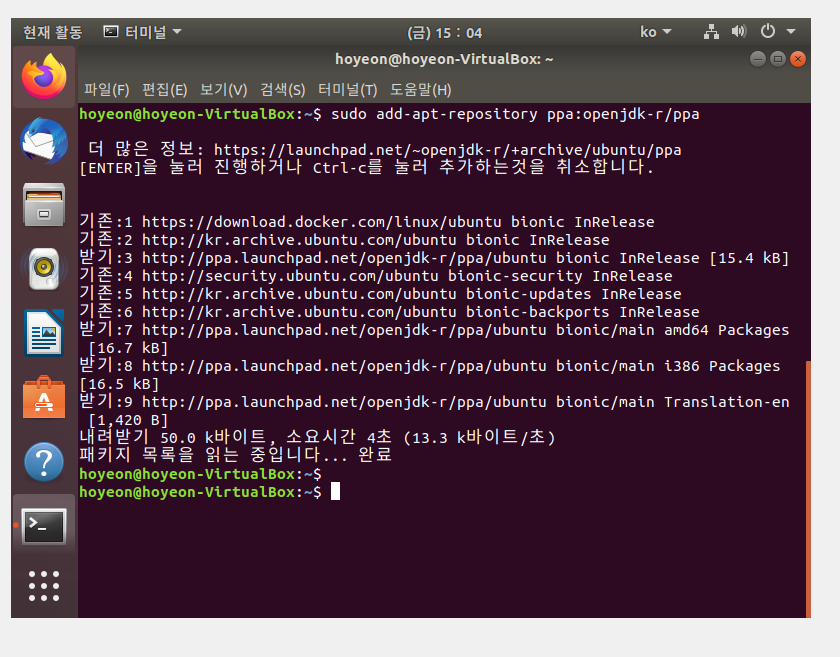 현재 활동 터미널 (금) 15 : 04 ko
hoyeon@hoyeon-VirtualBox: ~
파일(F) 편집(E) 보기(V) 검색(S) 터미널(T) 도움말(H)
hoyeon@hoyeon-VirtualBox:~$ sudo add-apt-repository ppa:openjdk-r/ppa
더 많은 정보: https://launchpad.net/~openjdk-r/+archive/ubuntu/ppa
[ENTER]을 눌러 진행하거나 Ctrl-c를 눌러 추가하는것을 취소합니다.
기존:1 https://download.docker.com/linux/ubuntu bionic InRelease
기존:2 http://kr.archive.ubuntu.com/ubuntu bionic InRelease
받기:3 http://ppa.launchpad.net/openjdk-r/ppa/ubuntu bionic InRelease [15.4 kB]
기존:4 http://security.ubuntu.com/ubuntu bionic-security InRelease
기존:5 http://kr.archive.ubuntu.com/ubuntu bionic-updates InRelease
기존:6 http://kr.archive.ubuntu.com/ubuntu bionic-backports InRelease
받기:7 http://ppa.launchpad.net/openjdk-r/ppa/ubuntu bionic/main amd64 Packages
[16.7 kB]
받기:8 http://ppa.launchpad.net/openjdk-r/ppa/ubuntu bionic/main i386 Packages
[16.5 kB]
받기:9 http://ppa.launchpad.net/openjdk-r/ppa/ubuntu bionic/main Translation-en
[1,420 B]
내려받기 50.0 k바이트, 소요시간 4초 (13.3 k바이트/초)
패키지 목록을 읽는 중입니다... 완료
hoyeon@hoyeon-VirtualBox:~$
hoyeon@hoyeon-VirtualBox:~$